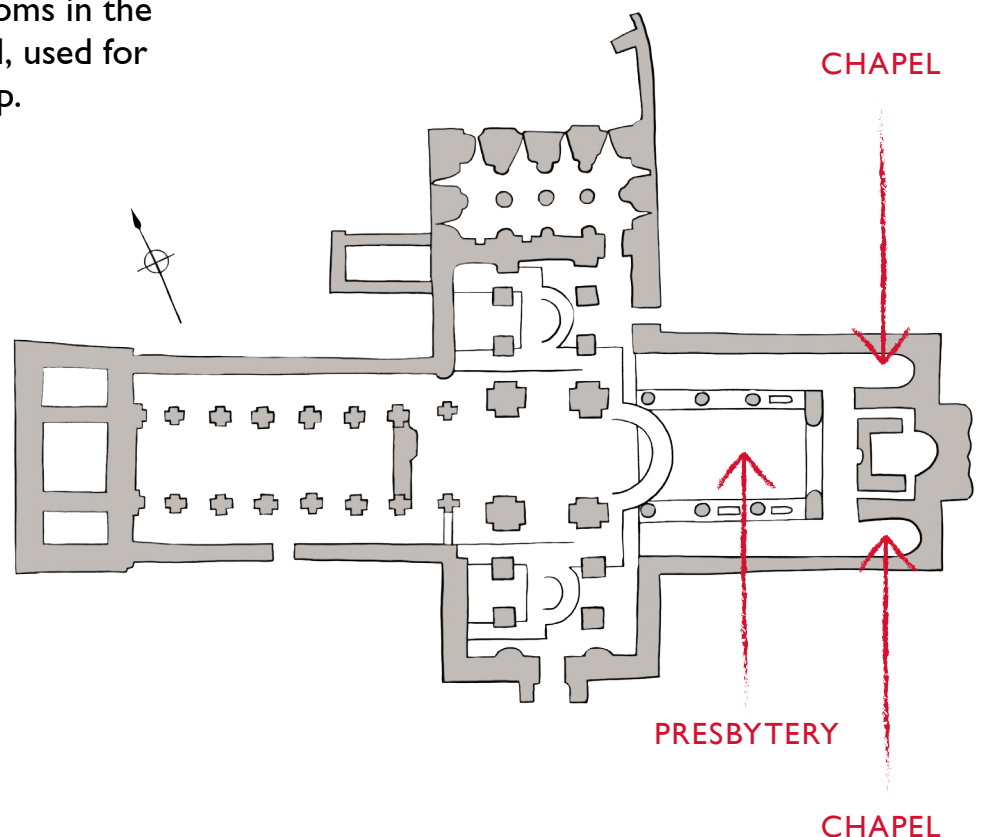 oms in the
l, used for
p.
CHAPEL
PRESBYTERY
CHAPEL